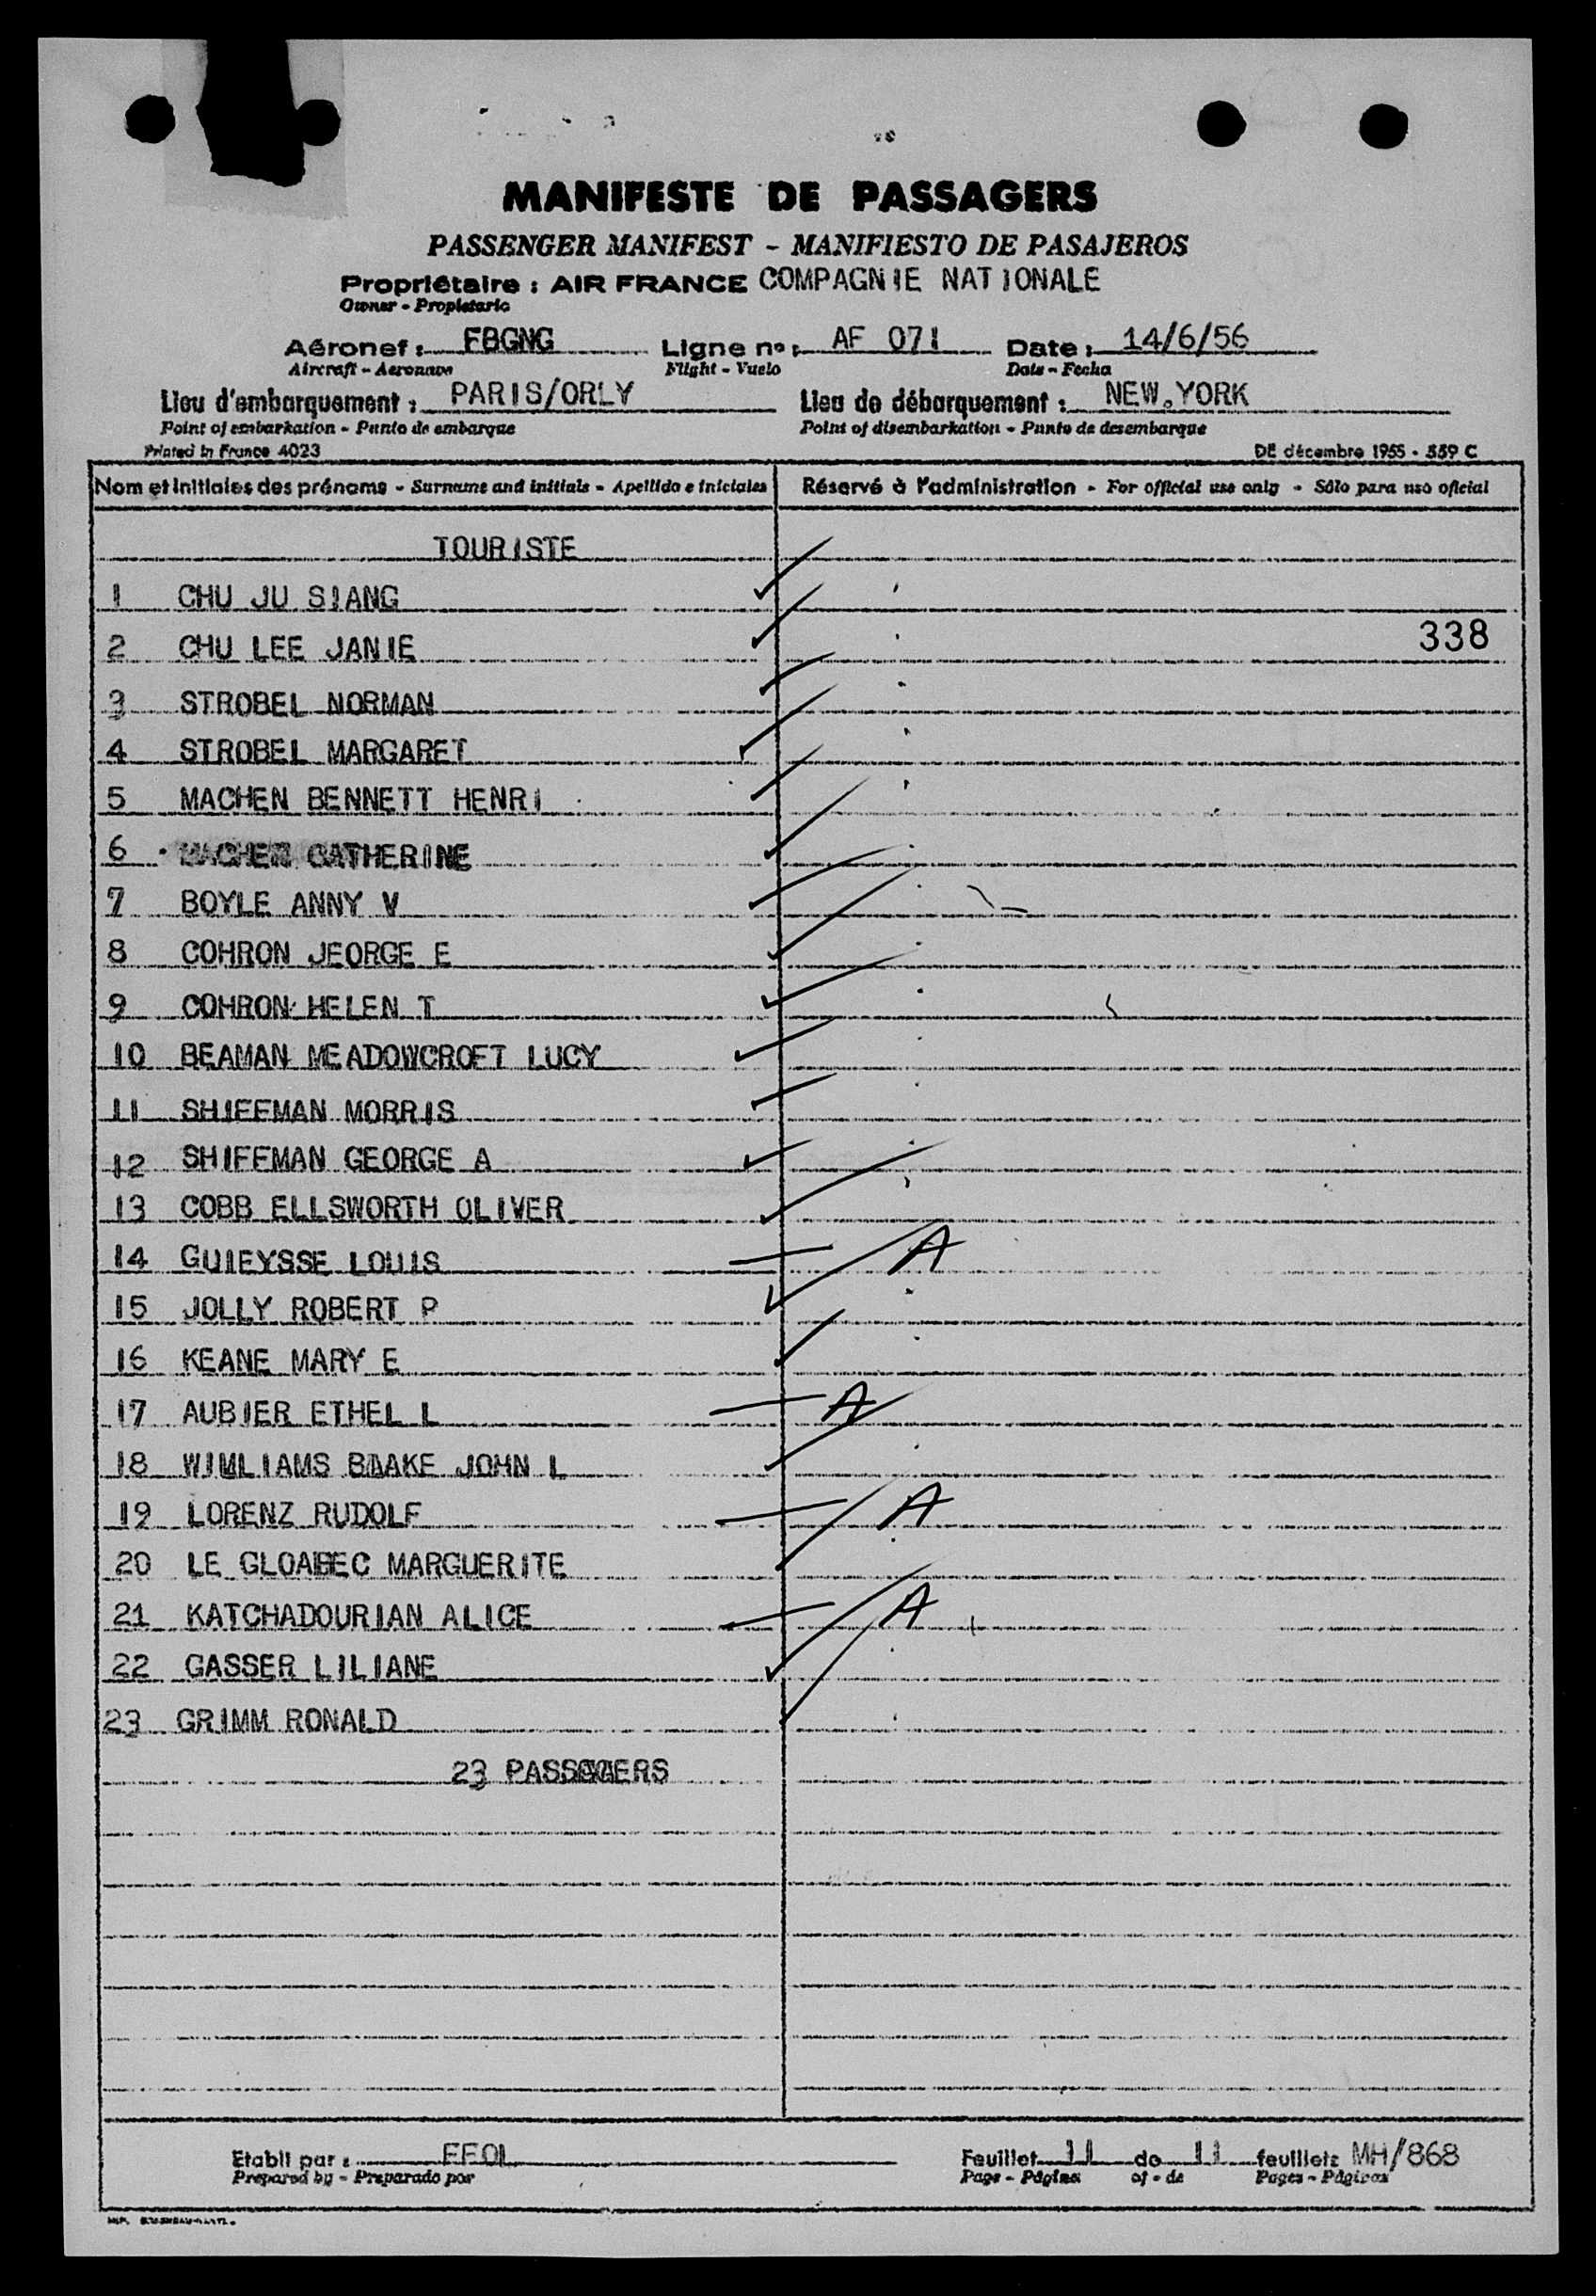 MANIFESTE DE PASSAGERS
PASSENGER MANIFEST - MANIFIESTO DE PASAJEROS
Propriétaire : AIR FRANCE COMPAGNIE NATIONALE
Owner - Propietario
Aéronef : FBGNG Ligne no : AF 071 Date : 14/6/56
Aircraft - Aeronave Flight - Vuelo Date - Fecha
Lieu d'embarquement : PARIS/ORLY Lieu de débarquement : NEW.YORK
Point of embarkation - Punto de embarque Point of disembarkation - Punto de desembarque
Printed in France 4023 DE décembre 1955 - 559 C
Nom et initiales des prénoms - Surname and initials - Apellido e iniciales Réservé à l'administration - For official use only - Sólo para uso oficial
TOURISTE
1 CHU JU SIANG
2 CHU LEE JANIE 338
3 STROBEL NORMAN
4 STROBEL MARGARET
5 MACHEN BENNETT HENRI
6 MACHEN CATHERINE
7 BOYLE ANNY V
8 COHRON JEORGE E
9 COHRON HELEN T
10 BEAMAN MEADOWCROFT LUCY
11 SHIFFMAN MORRIS
12 SHIFFMAN GEORGE A
13 COBB ELLSWORTH OLIVER
14 GUIEYSSE LOUIS A
15 JOLLY ROBERT P
16 KEANE MARY E
17 AUBIER ETHEL L A
18 WIMLIAMS BAAKE JOHN L
19 LORENZ RUDOLF A
20 LE GLOABEC MARGUERITE
21 KATCHADOURIAN ALICE A
22 GASSER LILIANE
23 GRIMM RONALD
23 PASSAGERS
Etabli par : FFOL Feuillet 11 de 11 feuillets MH/868
Prepared by - Preparado por Page - Página of - de Pages - Páginas